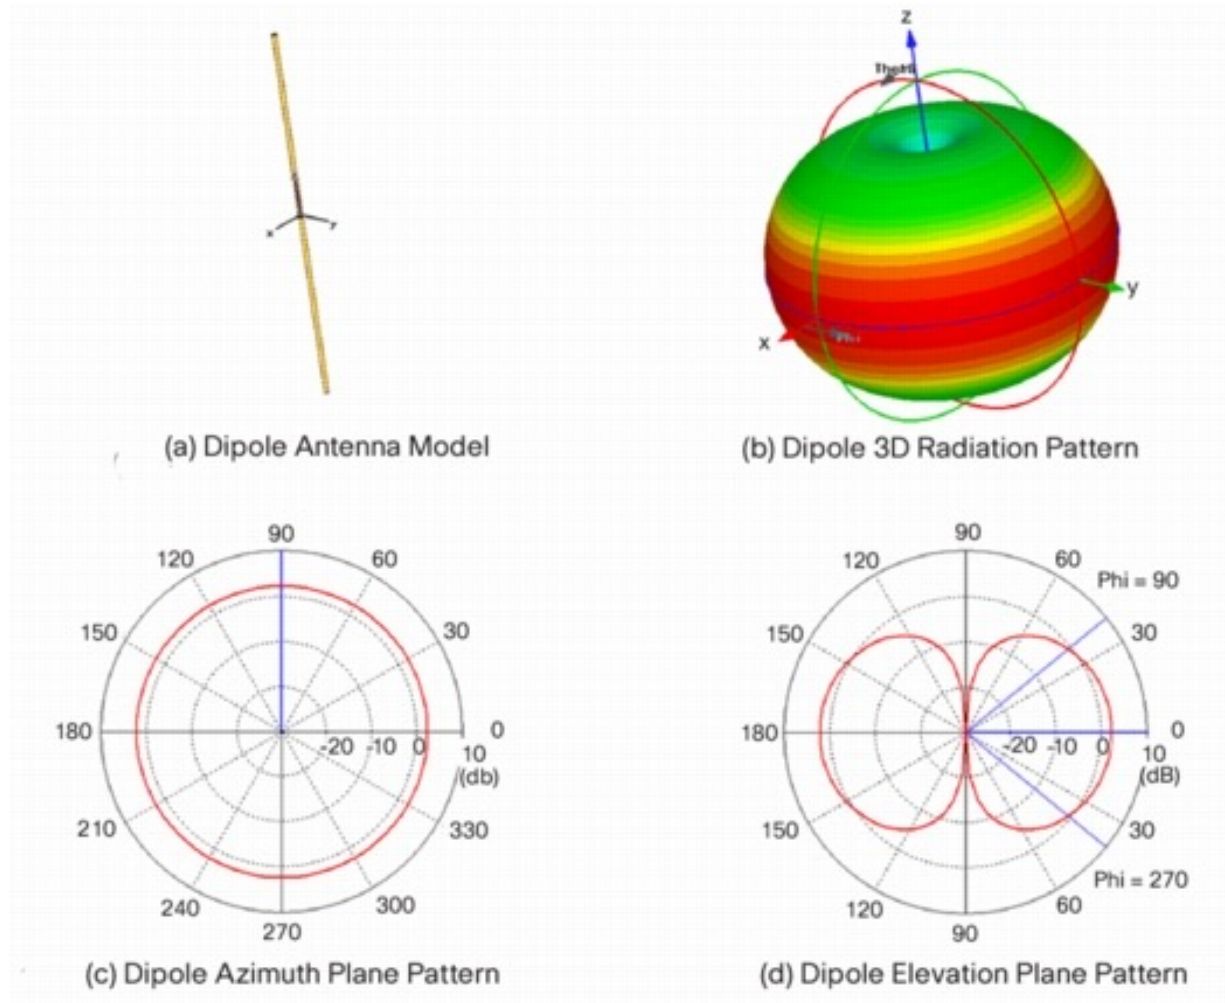 x
Y
(a) Dipole Antenna Model
z
Theta
x
y
Phi
(b) Dipole 3D Radiation Pattern
90
120
60
150
30
180
0
-20 -10 0 10
(db)
210
330
240
300
270
(c) Dipole Azimuth Plane Pattern
90
120
60
Phi = 90
150
30
180
0
-20 -10 0 10
(dB)
150
30
Phi = 270
120
60
90
(d) Dipole Elevation Plane Pattern